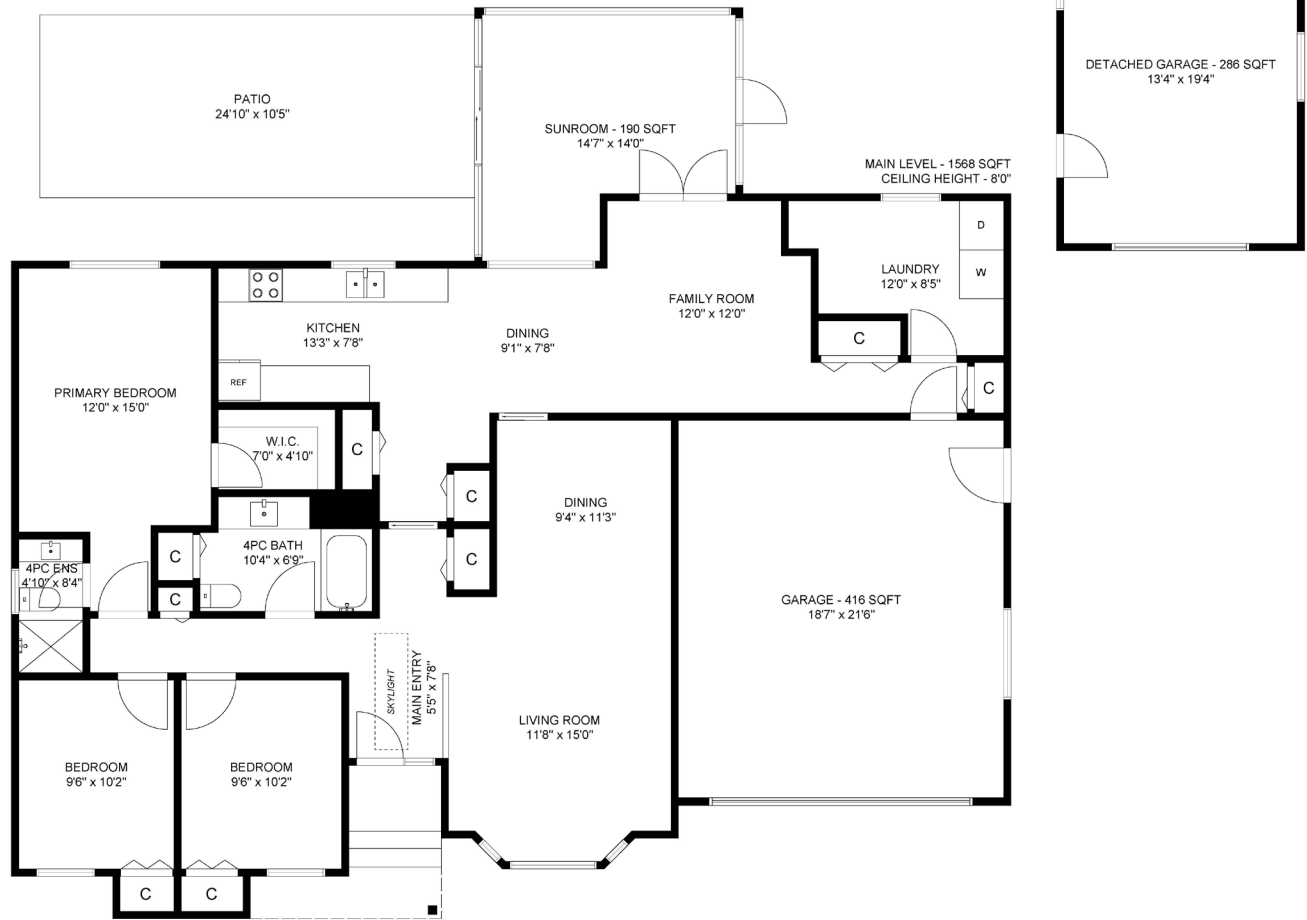 PATIO
24'10" x 10'5"
SUNROOM - 190 SQFT
14'7" x 14'0"
DETACHED GARAGE - 286 SQFT
13'4" x 19'4"
MAIN LEVEL - 1568 SQFT
CEILING HEIGHT - 8'0"
D
W
LAUNDRY
12'0" x 8'5"
FAMILY ROOM
12'0" x 12'0"
KITCHEN
13'3" x 7'8"
DINING
9'1" x 7'8"
C
REF
C
PRIMARY BEDROOM
12'0" x 15'0"
W.I.C.
7'0" x 4'10"
C
C
DINING
9'4" x 11'3"
4PC BATH
10'4" x 6'9"
C
C
4PC ENS
4'10" x 8'4"
C
GARAGE - 416 SQFT
18'7" x 21'6"
SKYLIGHT
MAIN ENTRY
5'5" x 7'8"
LIVING ROOM
11'8" x 15'0"
BEDROOM
9'6" x 10'2"
BEDROOM
9'6" x 10'2"
C
C